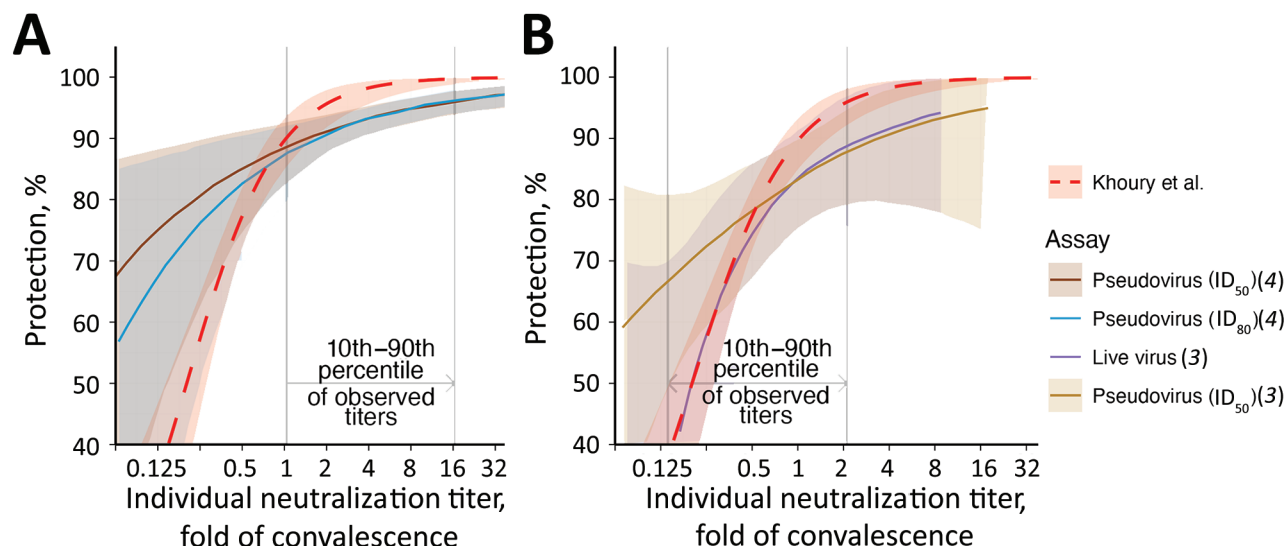 A
Protection, %
100
90
80
70
60
50
40
10th–90th
percentile
of observed
titers
0.125 0.5 1 2 4 8 16 32
Individual neutralization titer,
fold of convalescence
B
Protection, %
100
90
80
70
60
50
40
10th–90th
percentile
of observed
titers
0.125 0.5 1 2 4 8 16 32
Individual neutralization titer,
fold of convalescence
Khoury et al.
Assay
Pseudovirus (ID50)(4)
Pseudovirus (ID80)(4)
Live virus (3)
Pseudovirus (ID50)(3)